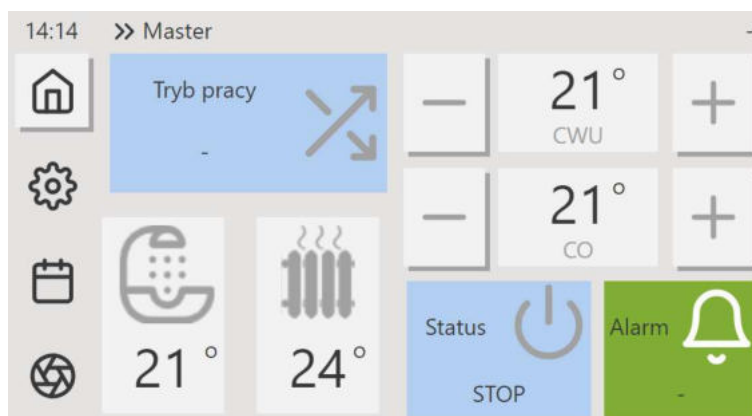 14:14 >> Master -
Tryb pracy
-
21°
CWU
21°
CO
21°
24°
Status
STOP
Alarm
-